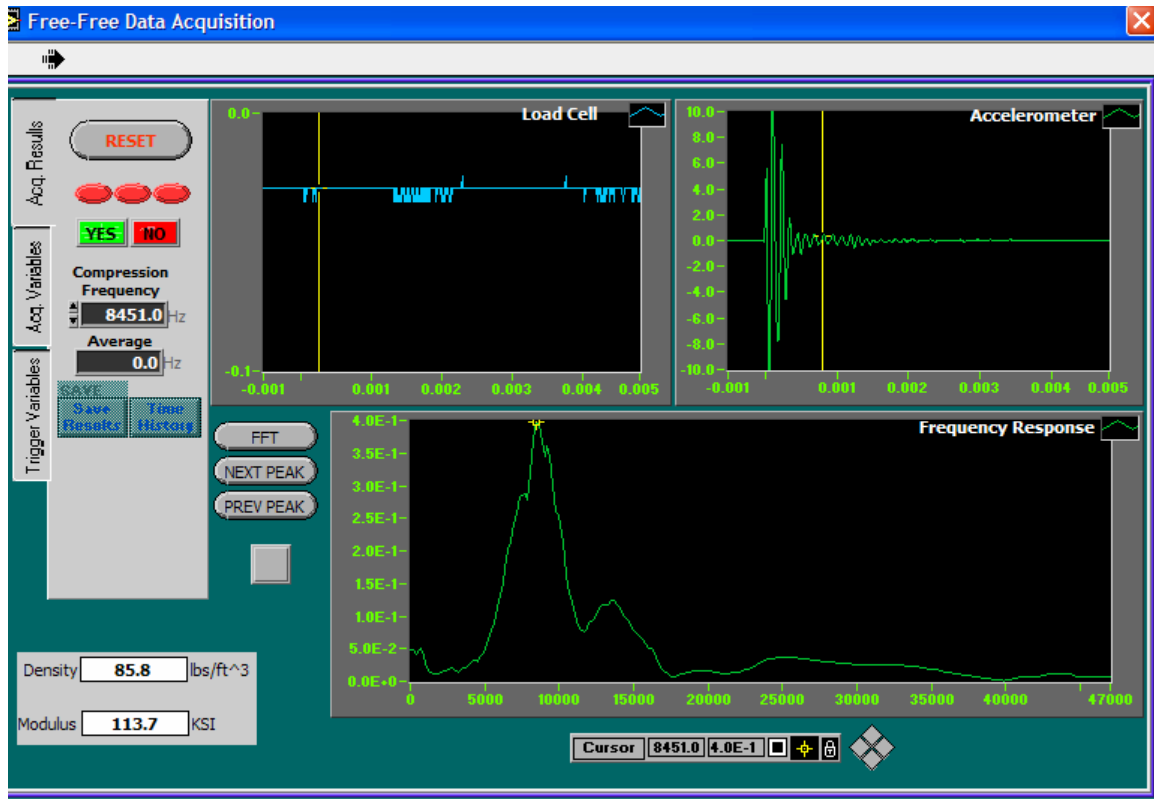 Free-Free Data Acquisition
Acq. Results
Acq. Variables
Trigger Variables
RESET
YES NO
Compression
Frequency
8451.0 Hz
Average
0.0 Hz
SAVE
Save Results
Time History
Load Cell
0.0
-0.1
-0.001 0.001 0.002 0.003 0.004 0.005
Accelerometer
10.0
8.0
6.0
4.0
2.0
0.0
-2.0
-4.0
-6.0
-8.0
-10.0
-0.001 0.001 0.002 0.003 0.004 0.005
FFT
NEXT PEAK
PREV PEAK
Frequency Response
4.0E-1
3.5E-1
3.0E-1
2.5E-1
2.0E-1
1.5E-1
1.0E-1
5.0E-2
0.0E+0
0 5000 10000 15000 20000 25000 30000 35000 40000 47000
Density 85.8 lbs/ft^3
Modulus 113.7 KSI
Cursor 8451.0 4.0E-1